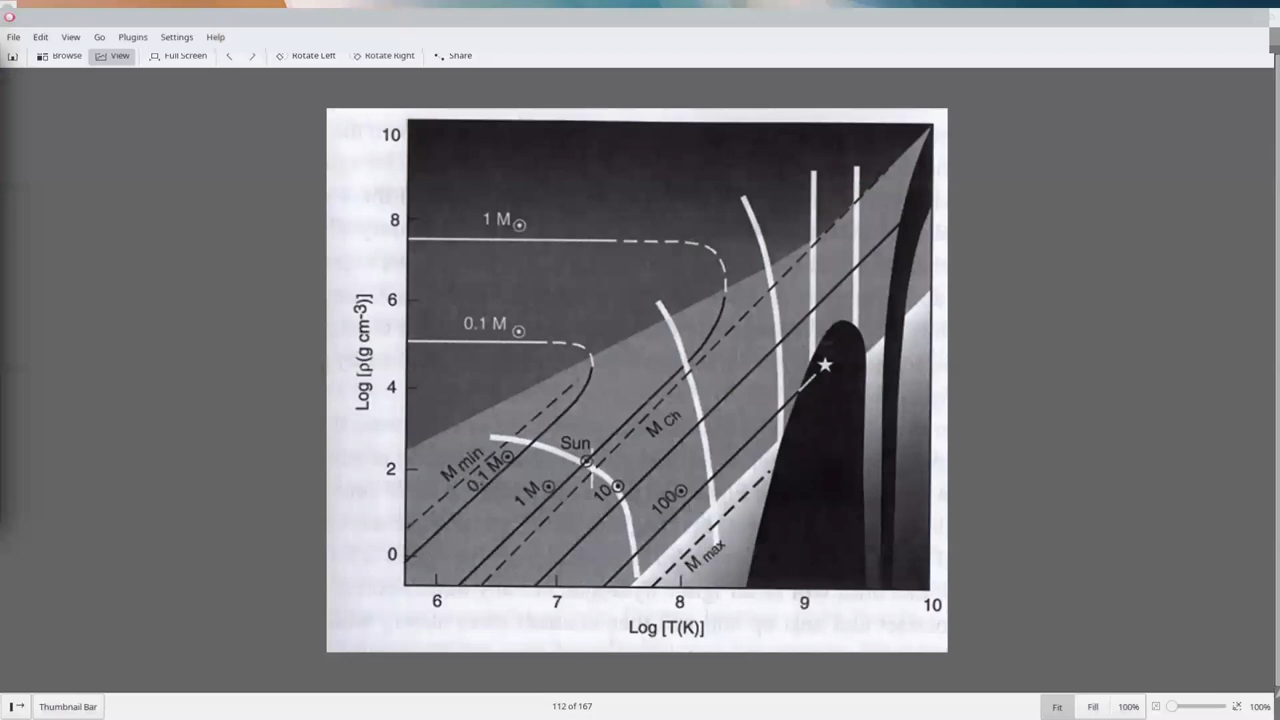 File Edit View Go Plugins Settings Help
Browse View Full Screen Rotate Left Rotate Right Share
10
8
6
4
2
0
Log [ρ(g cm-3)]
1 M☉
0.1 M☉
Sun
M Ch
M min
0.1 M☉
1 M☉
10☉
100☉
M max
6 7 8 9 10
Log [T(K)]
Thumbnail Bar 112 of 167 Fit Fill 100% 100%